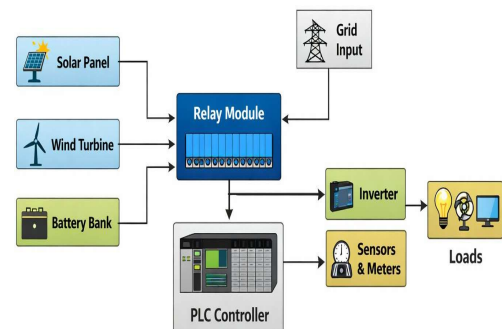 Solar Panel
Grid
Input
Relay Module
Wind Turbine
Battery Bank
Inverter
Sensors
& Meters
Loads
PLC Controller